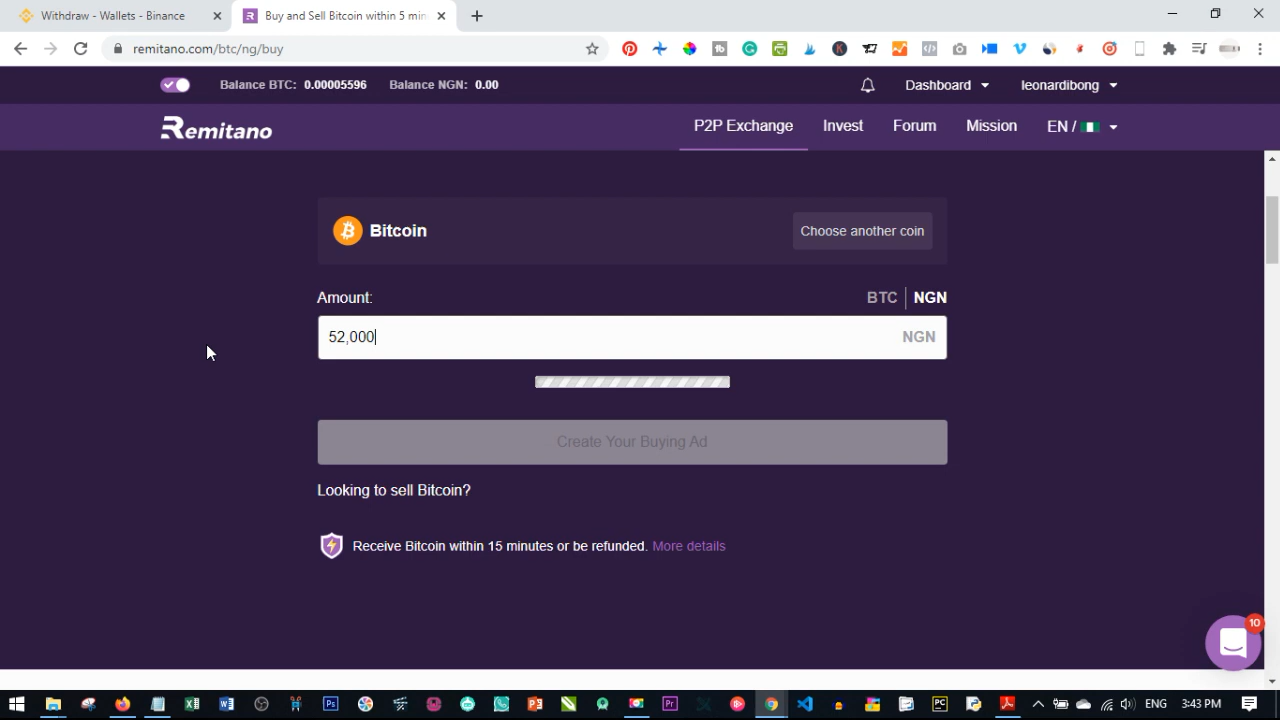 Withdraw - Wallets - Binance
Buy and Sell Bitcoin within 5 min
remitano.com/btc/ng/buy
Balance BTC: 0.00005596 Balance NGN: 0.00
Dashboard
leonardibong
Remitano
P2P Exchange Invest Forum Mission EN /
Bitcoin
Choose another coin
Amount:
BTC NGN
52,000
NGN
Create Your Buying Ad
Looking to sell Bitcoin?
Receive Bitcoin within 15 minutes or be refunded. More details
10
ENG 3:43 PM